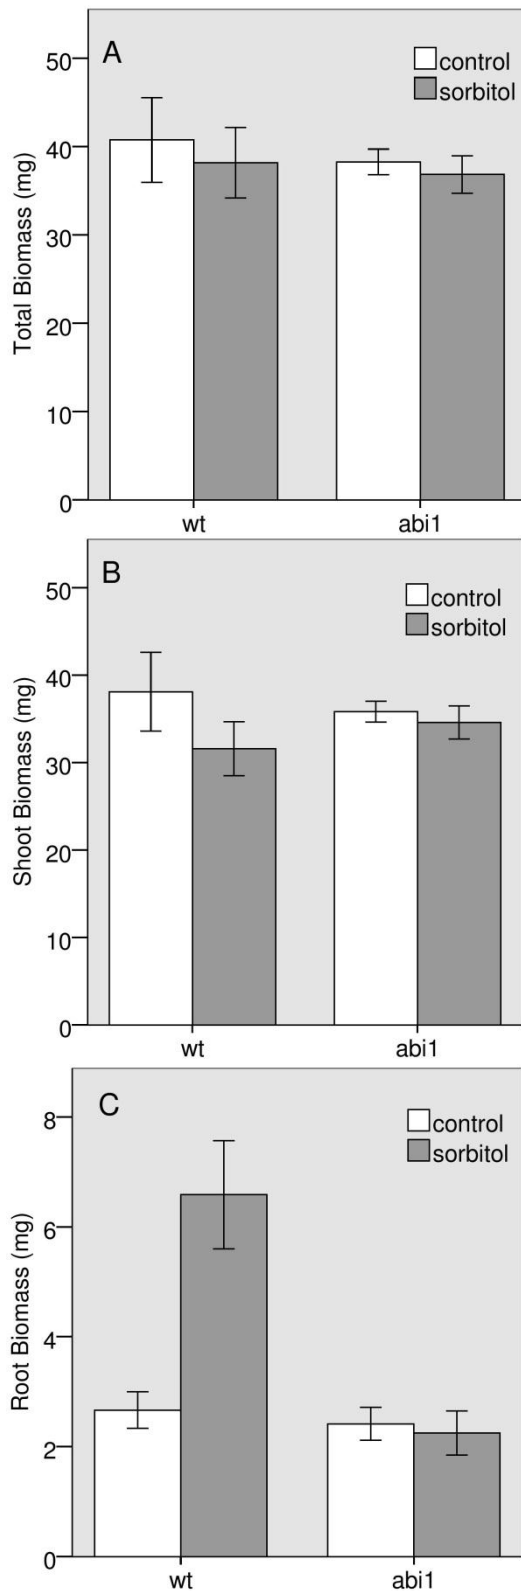 A
control
sorbitol
50
40
30
20
10
0
Total Biomass (mg)
wt abi1
B
control
sorbitol
50
40
30
20
10
0
Shoot Biomass (mg)
wt abi1
C
control
sorbitol
8
6
4
2
0
Root Biomass (mg)
wt abi1